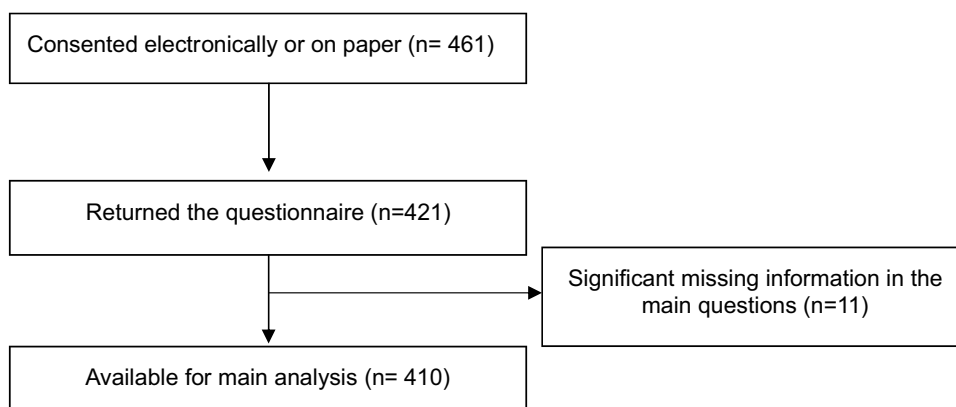 Consented electronically or on paper (n= 461)
Returned the questionnaire (n=421)
Significant missing information in the
main questions (n=11)
Available for main analysis (n= 410)